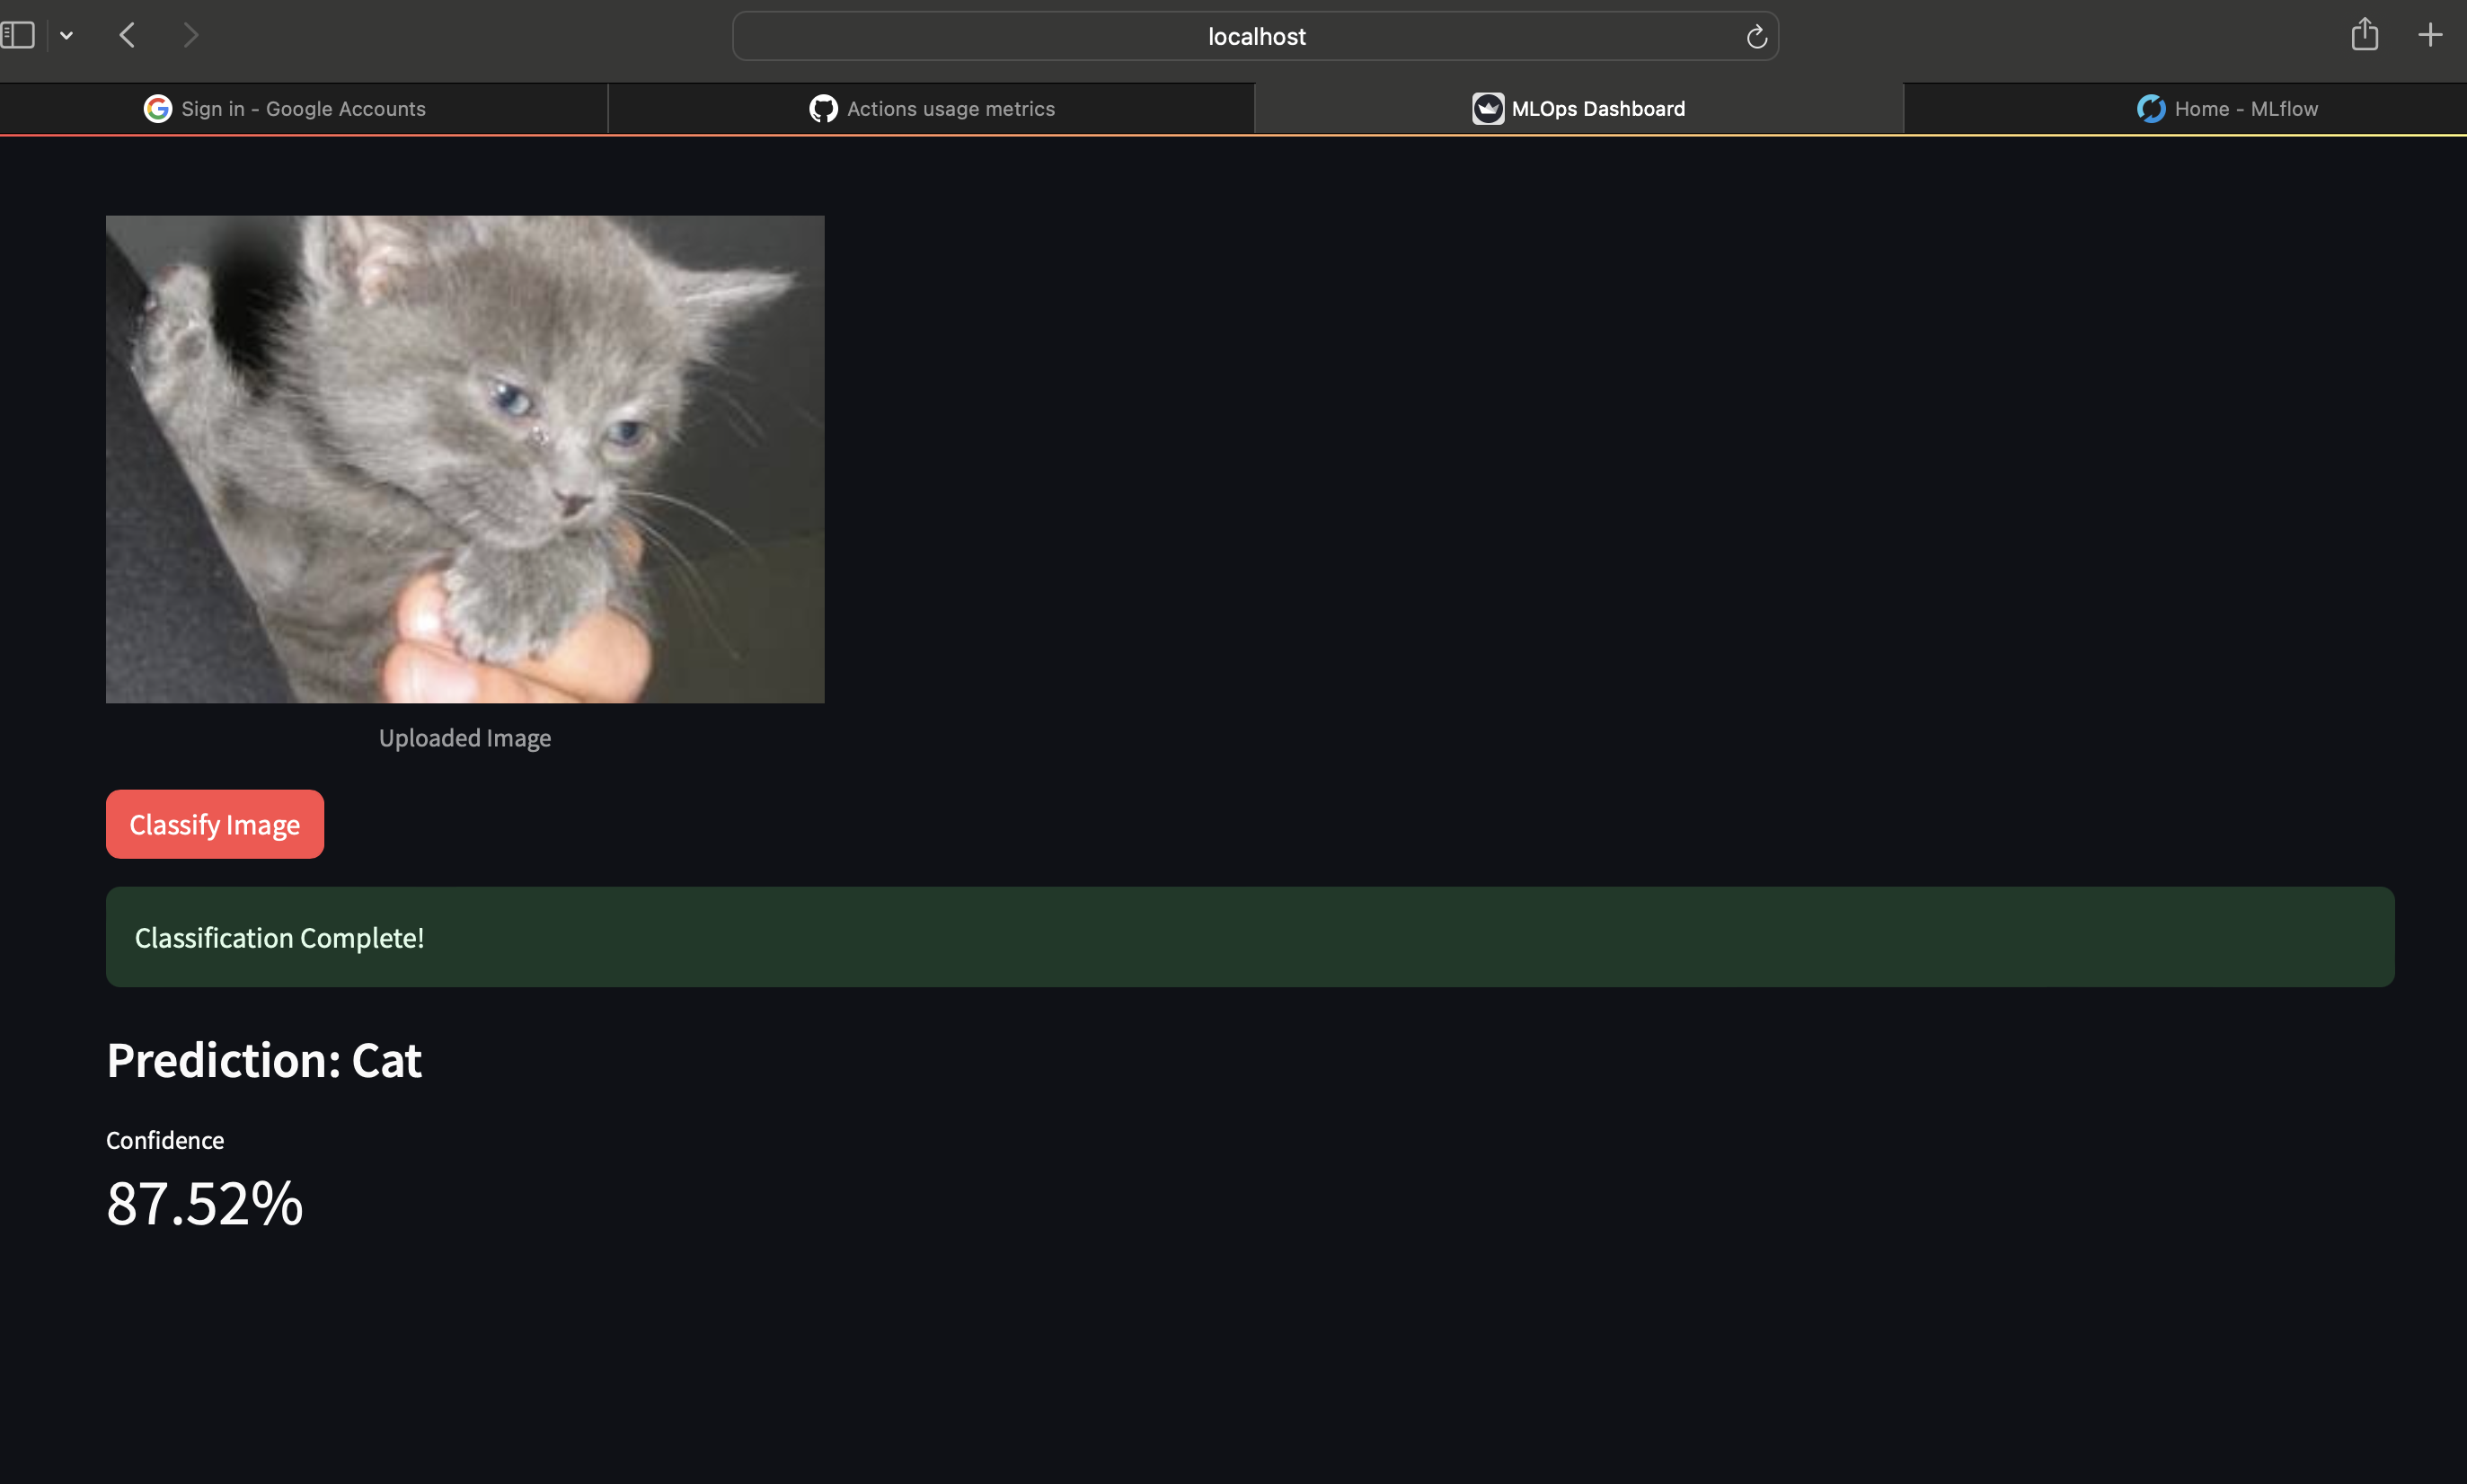 localhost
Sign in - Google Accounts
Actions usage metrics
MLOps Dashboard
Home - MLflow
Uploaded Image
Classify Image
Classification Complete!
Prediction: Cat
Confidence
87.52%